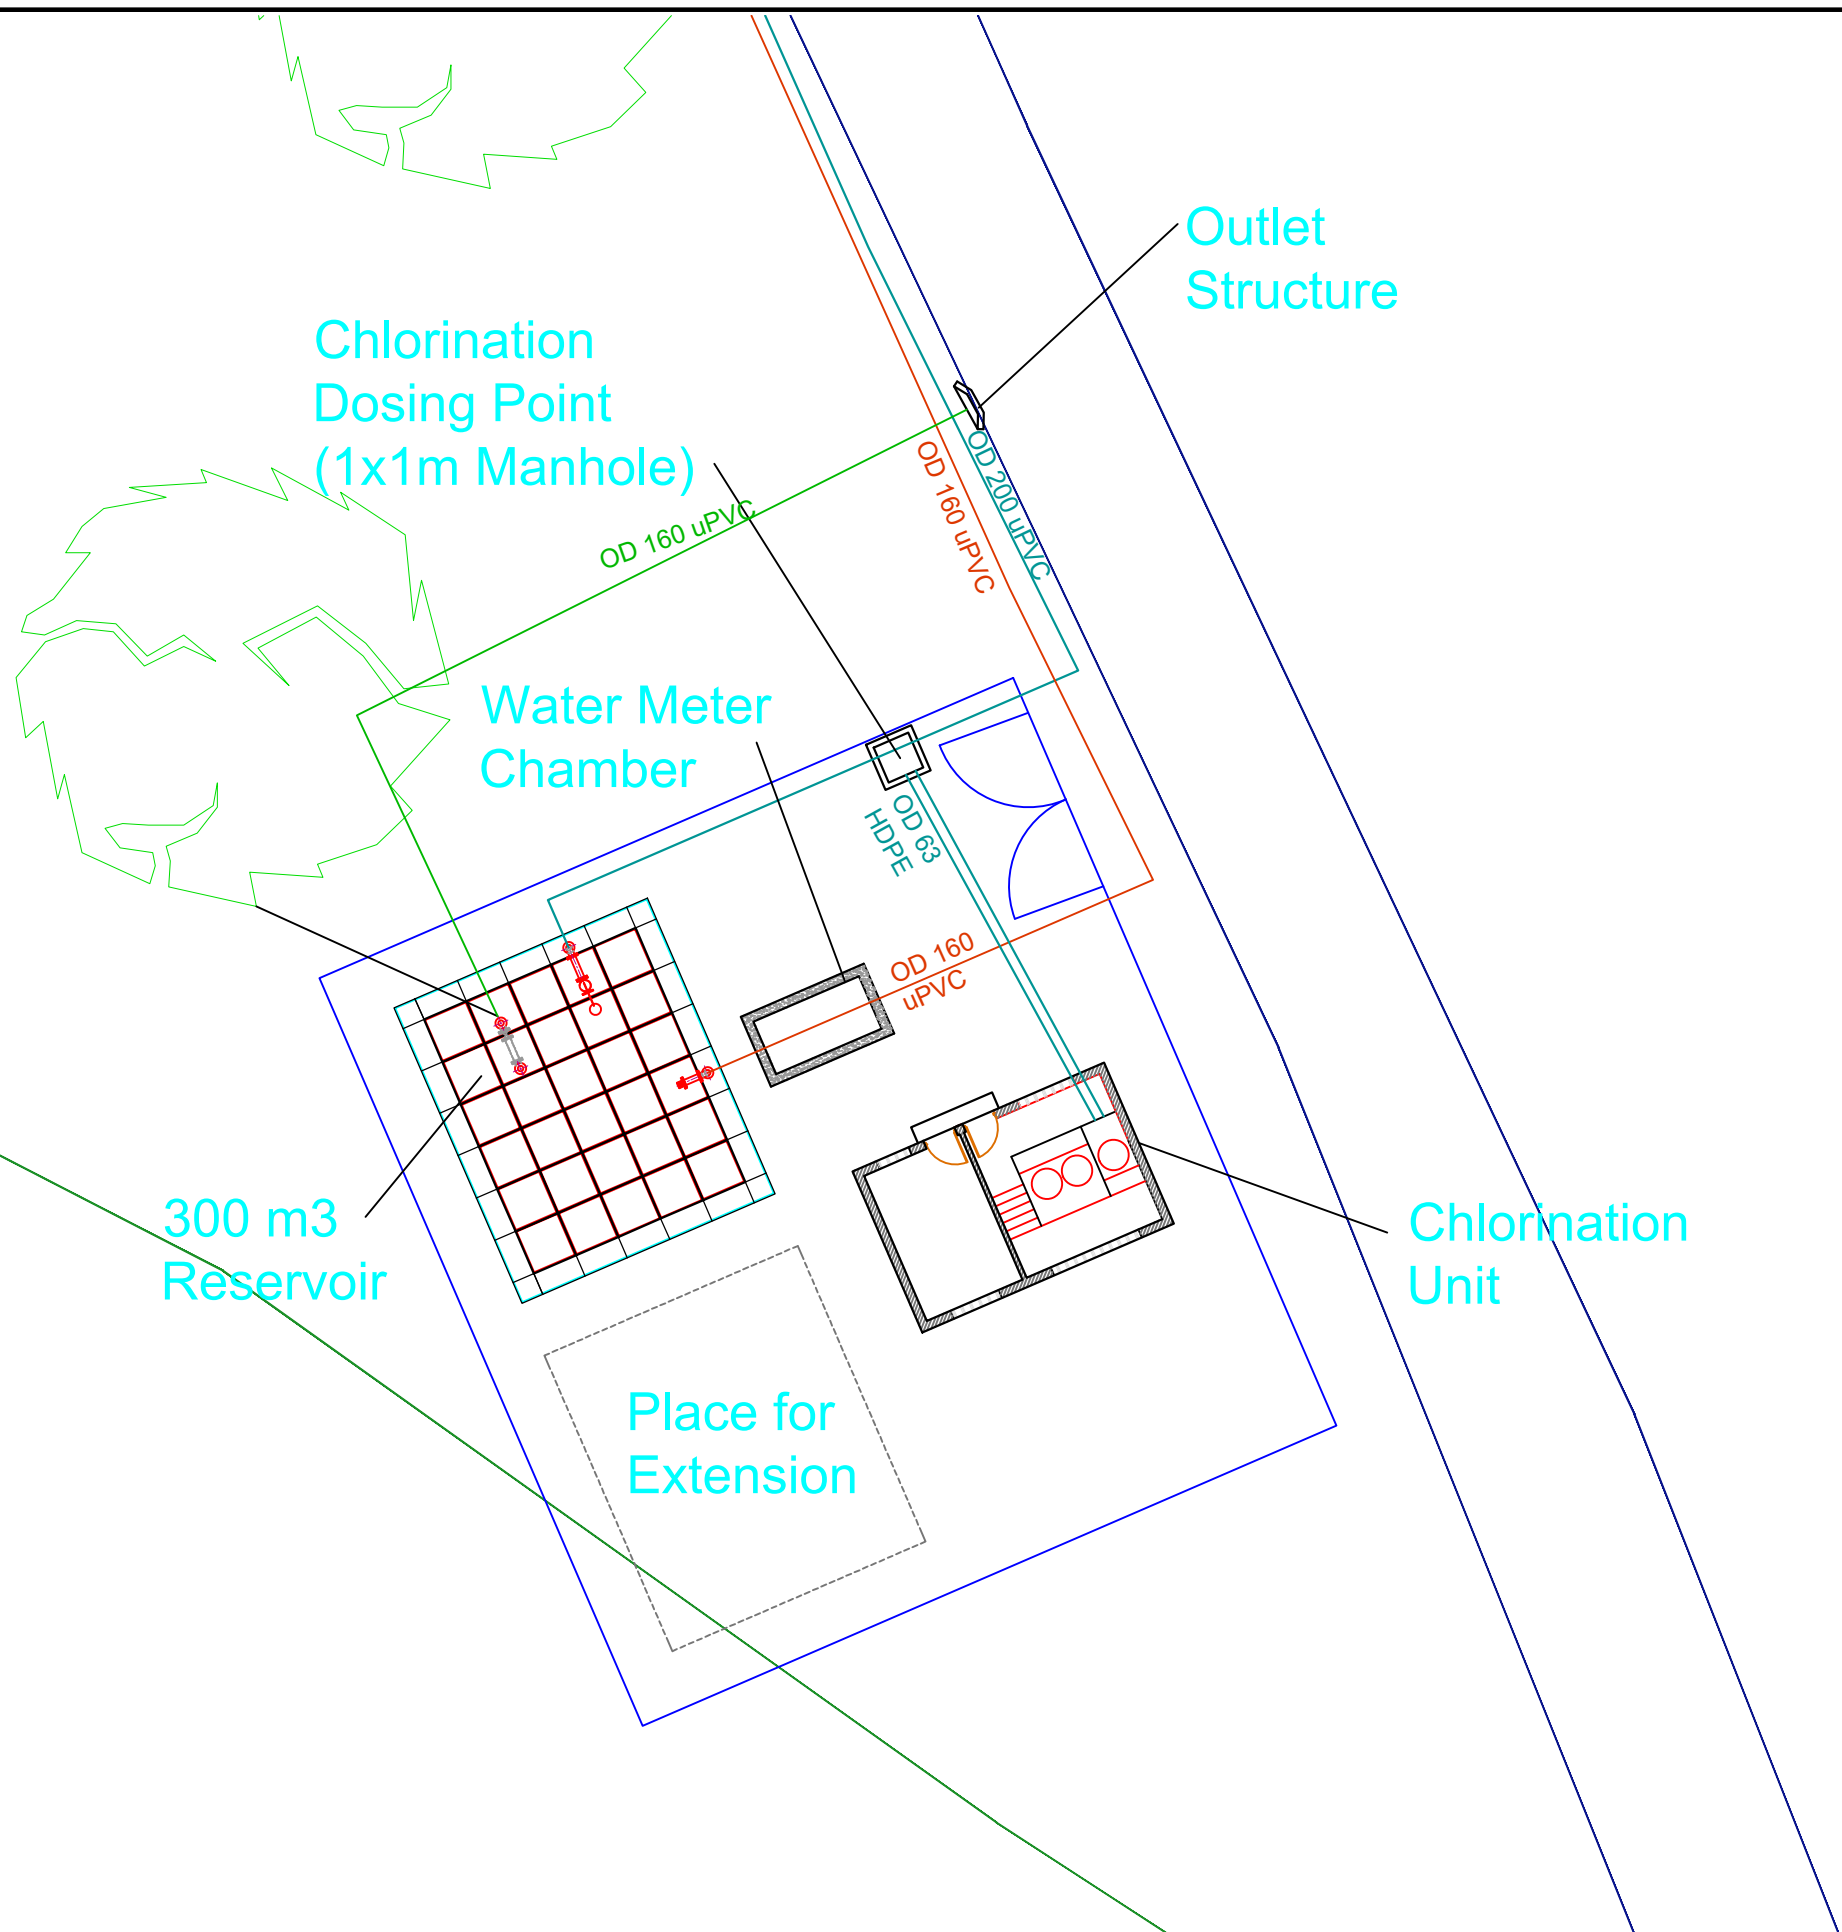 Outlet
Structure
Chlorination
Dosing Point
(1x1m Manhole)
OD 160 uPVC
OD 160 uPVC
OD 200 uPVC
Water Meter
Chamber
OD 63
HDPE
OD 160
uPVC
300 m3
Reservoir
Chlorination
Unit
Place for
Extension